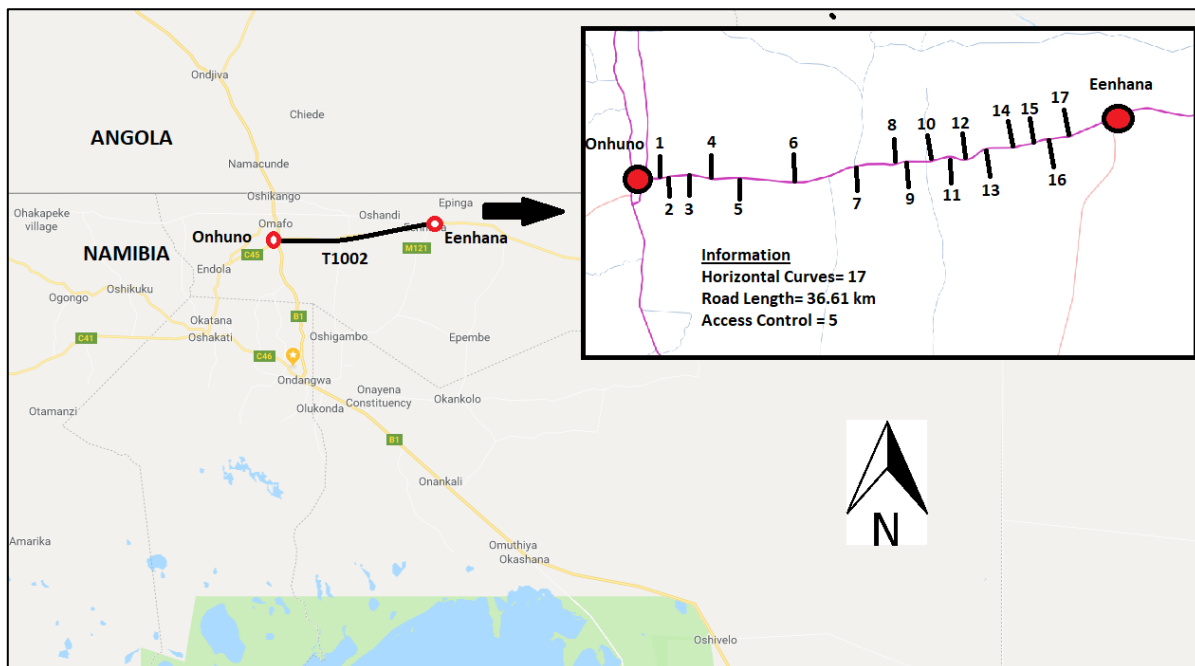 Ondjiva
Chiede
ANGOLA
Namacunde
Oshikango
Ohakapeke
village
Omafo
Oshandi
Epinga
Onhuno
Eenhana
NAMIBIA
C45
T1002
M121
Endola
Ogongo
Oshikuku
B1
Okatana
Oshakati
Oshigambo
Epembe
C41
C46
Ondangwa
Onayena
Constituency
Okankolo
Olukonda
Otamanzi
B1
Onankali
Amarika
Omuthiya
Okashana
Oshivelo
N
Eenhana
Onhuno
1
2
3
4
5
6
7
8
9
10
11
12
13
14
15
16
17
Information
Horizontal Curves= 17
Road Length= 36.61 km
Access Control = 5